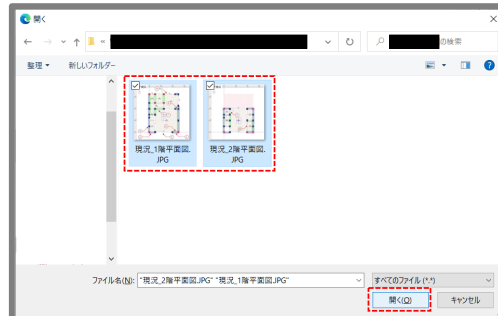 開く
の検索
整理 新しいフォルダー
現況_1階平面図.JPG
現況_2階平面図.JPG
ファイル名(N): "現況_2階平面図.JPG" "現況_1階平面図.JPG" すべてのファイル (*.*)
開く(O) キャンセル